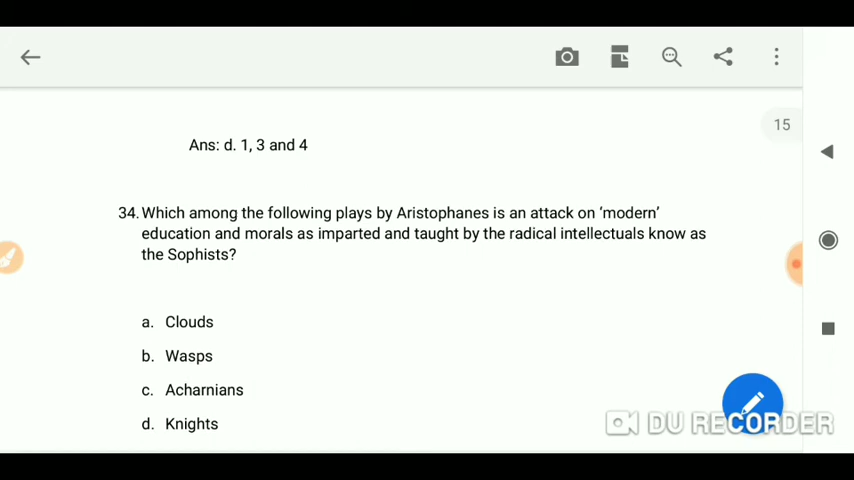 15
Ans: d. 1, 3 and 4
34. Which among the following plays by Aristophanes is an attack on ‘modern’
education and morals as imparted and taught by the radical intellectuals know as
the Sophists?
a. Clouds
b. Wasps
c. Acharnians
d. Knights
DU RECORDER